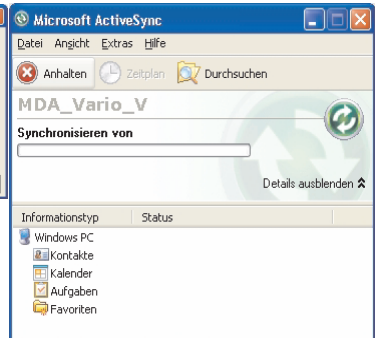 Microsoft ActiveSync
Datei Ansicht Extras Hilfe
Anhalten Zeitplan Durchsuchen
MDA_Vario_V
Synchronisieren von
Details ausblenden
Informationstyp Status
Windows PC
Kontakte
Kalender
Aufgaben
Favoriten